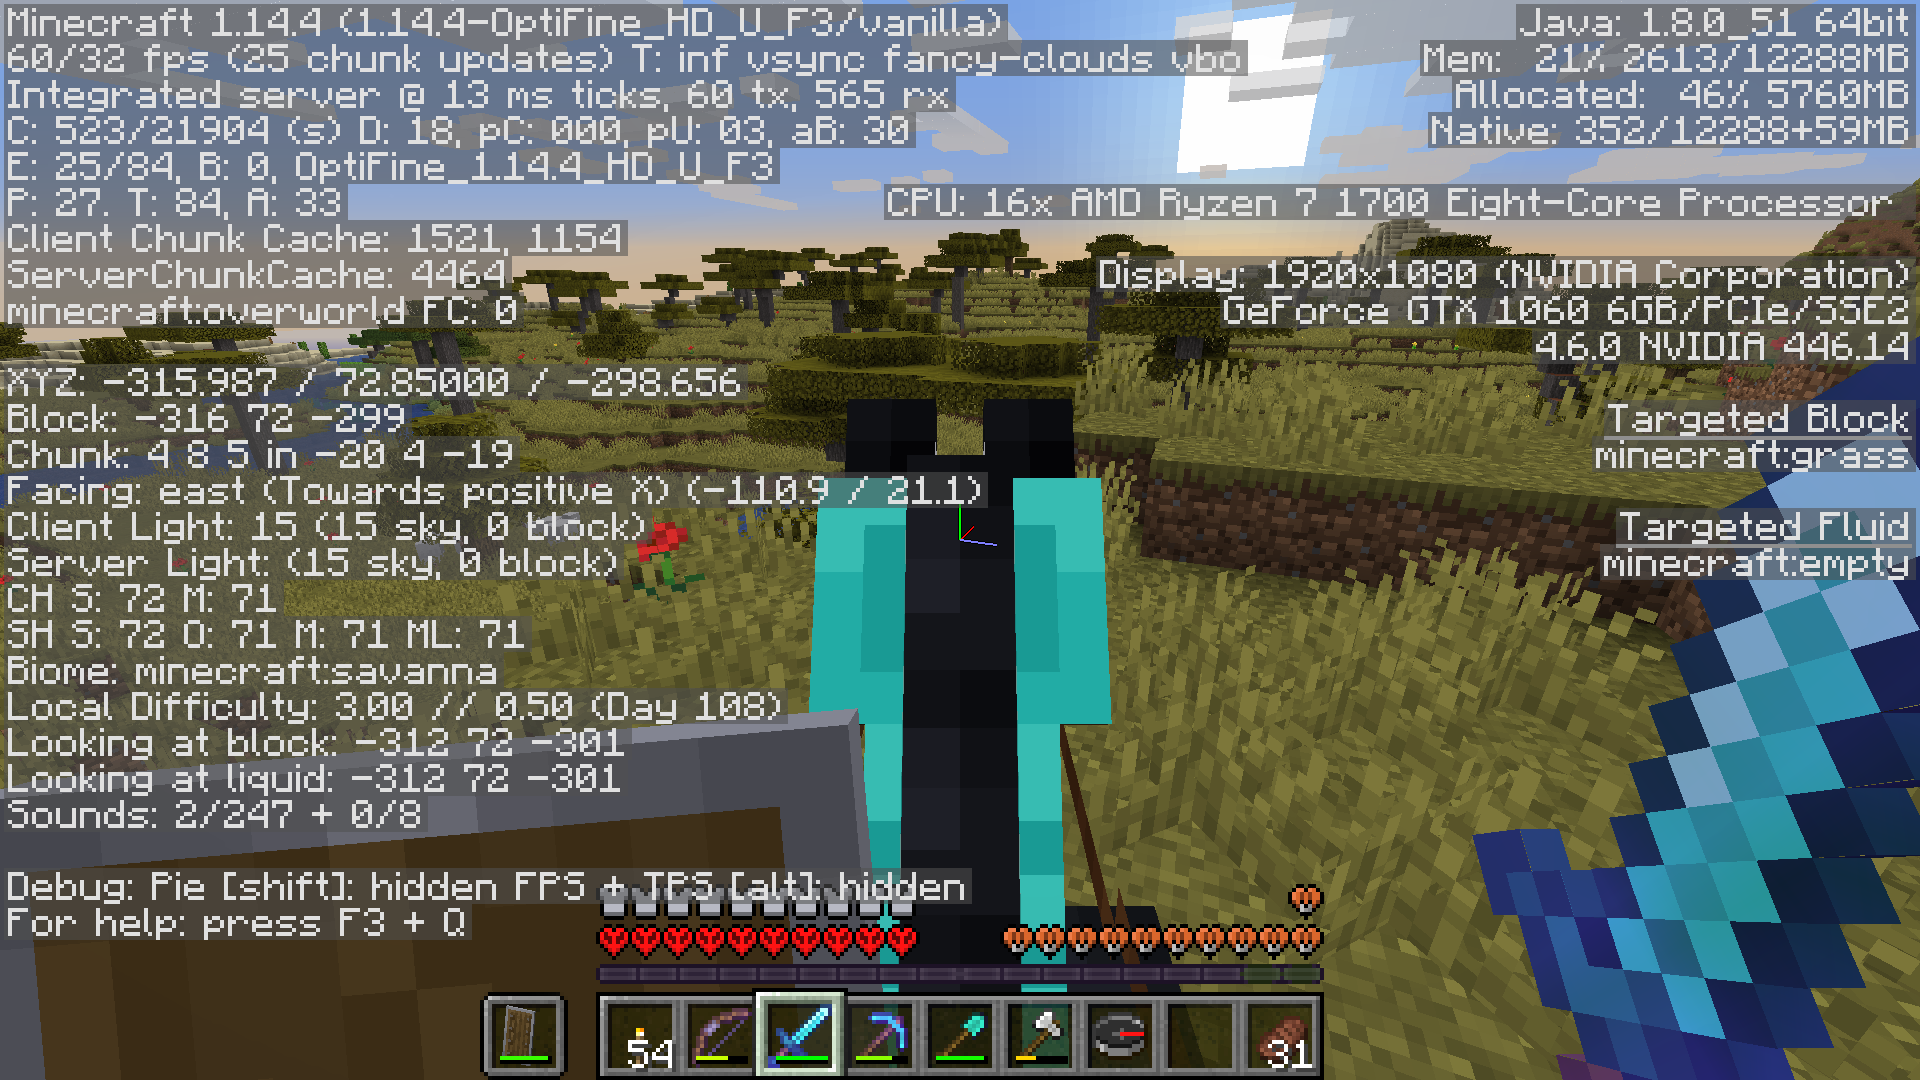 Minecraft 1.14.4 (1.14.4-OptiFine_HD_U_F3/vanilla)
60/32 fps (25 chunk updates) T: inf vsync fancy-clouds vbo
Integrated server @ 13 ms ticks, 60 tx, 565 rx
C: 523/21904 (s) D: 18, pC: 000, pU: 03, aB: 30
E: 25/84, B: 0, OptiFine_1.14.4_HD_U_F3
P: 27. T: 84, A: 33
Client Chunk Cache: 1521, 1154
ServerChunkCache: 4464
minecraft:overworld FC: 0
XYZ: -315.987 / 72.85000 / -298.656
Block: -316 72 -299
Chunk: 4 8 5 in -20 4 -19
Facing: east (Towards positive X) (-110.9 / 21.1)
Client Light: 15 (15 sky, 0 block)
Server Light: (15 sky, 0 block)
CH S: 72 M: 71
SH S: 72 O: 71 M: 71 ML: 71
Biome: minecraft:savanna
Local Difficulty: 3.00 // 0.50 (Day 108)
Looking at block: -312 72 -301
Looking at liquid: -312 72 -301
Sounds: 2/247 + 0/8
Debug: Pie [shift]: hidden FPS + TPS [alt]: hidden
For help: press F3 + Q
Java: 1.8.0_51 64bit
Mem: 21% 2613/12288MB
Allocated: 46% 5760MB
Native: 352/12288+59MB
CPU: 16x AMD Ryzen 7 1700 Eight-Core Processor
Display: 1920x1080 (NVIDIA Corporation)
GeForce GTX 1060 6GB/PCIe/SSE2
4.6.0 NVIDIA 446.14
Targeted Block
minecraft:grass
Targeted Fluid
minecraft:empty
54
31